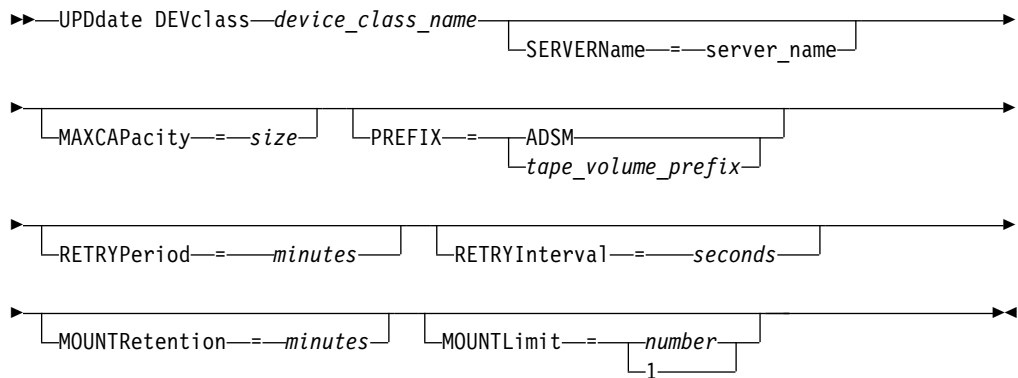 UPDdate DEVclass device_class_name
SERVERName = server_name
MAXCAPacity = size PREFIX = ADSM
tape_volume_prefix
RETRYPeriod = minutes RETRYInterval = seconds
MOUNTRetention = minutes MOUNTLimit = number
1